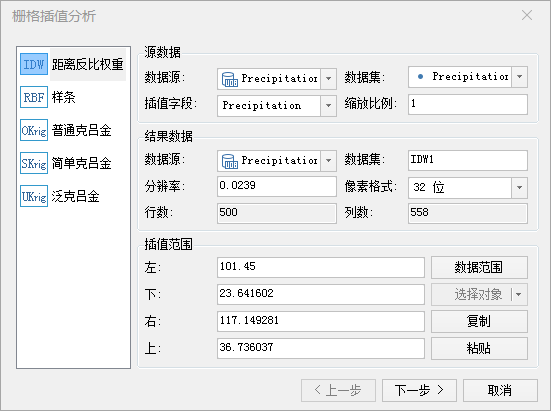 栅格插值分析
IDW 距离反比权重
RBF 样条
OKrig 普通克吕金
SKrig 简单克吕金
UKrig 泛克吕金
源数据
数据源: Precipitation 数据集: Precipitation
插值字段: Precipitation 缩放比例: 1
结果数据
数据源: Precipitation 数据集: IDW1
分辨率: 0.0239 像素格式: 32 位
行数: 500 列数: 558
插值范围
左: 101.45 数据范围
下: 23.641602 选择对象
右: 117.149281 复制
上: 36.736037 粘贴
< 上一步 下一步 > 取消